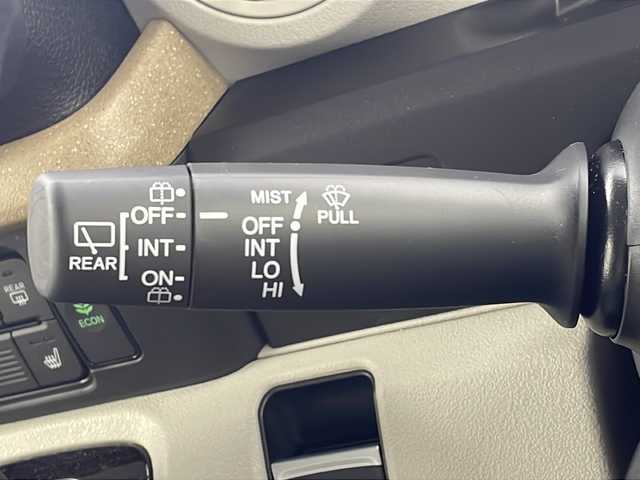 MIST
PULL
OFF
INT
LO
HI
REAR
OFF
INT
ON
REAR
ECON